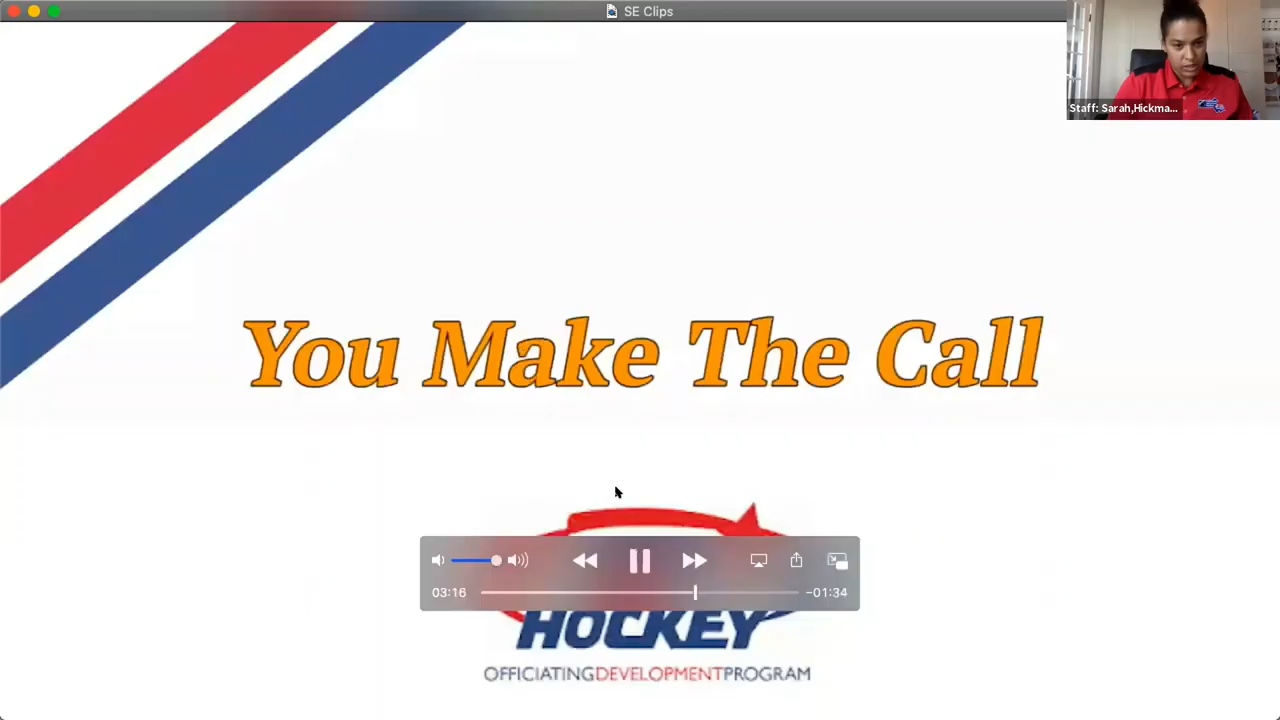 SE Clips
Staff: Sarah,Hickma...
You Make The Call
03:16
-01:34
HOCKEY
OFFICIATINGDEVELOPMENTPROGRAM